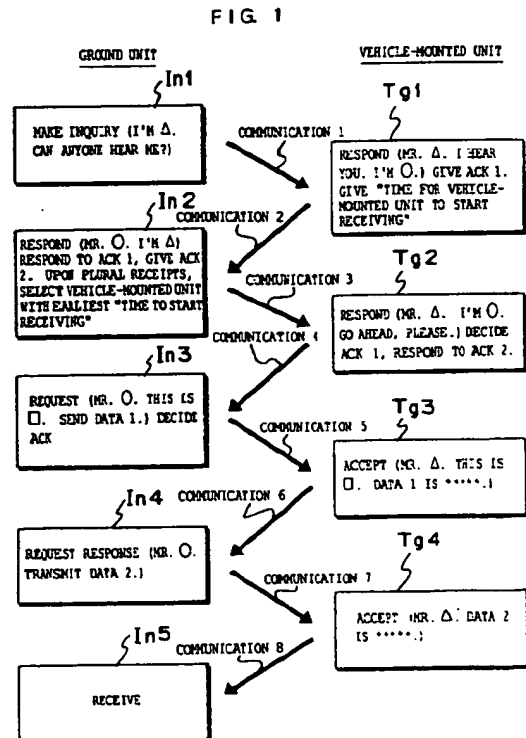 FIG. 1
GROUND UNIT
VEHICLE-MOUNTED UNIT
In1
MAKE INQUIRY (I'M Δ.
CAN ANYONE HEAR ME?)
COMMUNICATION 1
Tg1
RESPOND (MR. Δ. I HEAR
YOU. I'M O.) GIVE ACK 1.
GIVE "TIME FOR VEHICLE-
MOUNTED UNIT TO START
RECEIVING"
COMMUNICATION 2
In2
RESPOND (MR. O. I'M Δ)
RESPOND TO ACK 1, GIVE ACK
2. UPON PLURAL RECEIPTS,
SELECT VEHICLE-MOUNTED UNIT
WITH EARLIEST "TIME TO START
RECEIVING"
COMMUNICATION 3
Tg2
RESPOND (MR. Δ. I'M O.
GO AHEAD, PLEASE.) DECIDE
ACK 1, RESPOND TO ACK 2.
COMMUNICATION 4
In3
REQUEST (MR. O. THIS IS
□. SEND DATA 1.) DECIDE
ACK
COMMUNICATION 5
Tg3
ACCEPT (MR. Δ. THIS IS
□. DATA 1 IS *****.)
COMMUNICATION 6
In4
REQUEST RESPONSE (MR. O.
TRANSMIT DATA 2.)
COMMUNICATION 7
Tg4
ACCEPT (MR. Δ. DATA 2
IS *****.)
COMMUNICATION 8
In5
RECEIVE